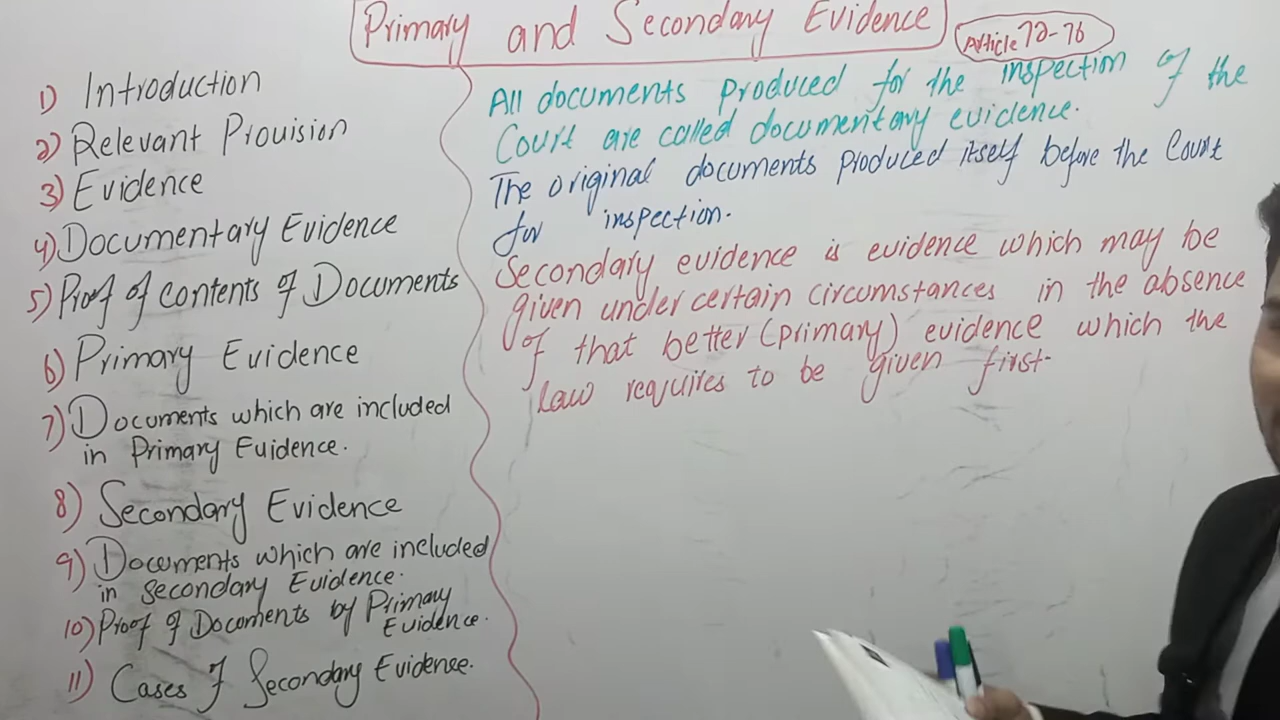 Primary and Secondary Evidence
Article 72-76
1) Introduction
2) Relevant Provision
3) Evidence
4) Documentary Evidence
5) Proof of contents of Documents
6) Primary Evidence
7) Documents which are included
in Primary Evidence.
8) Secondary Evidence
9) Documents which are included
in secondary Evidence.
10) Proof of Documents by Primary
Evidence.
11) Cases of Secondary Evidence.
All documents produced for the inspection of the
Court are called documentary evidence.
The original documents produced itself before the Court
for inspection.
Secondary evidence is evidence which may be
given under certain circumstances in the absence
of that better (primary) evidence which the
law requires to be given first.